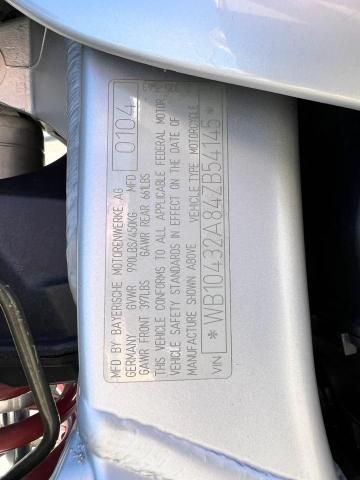 MFD BY BAYERISCHE MOTORENWERKE AG
GERMANY GVWR 990LBS/450KG MFD 0104
GAWR FRONT 397LBS GAWR REAR 661LBS
THIS VEHICLE CONFORMS TO ALL APPLICABLE FEDERAL MOTOR
VEHICLE SAFETY STANDARDS IN EFFECT ON THE DATE OF
MANUFACTURE SHOWN ABOVE VEHICLE TYPE: MOTORCYCLE
VIN *WB10432A84ZB54145*